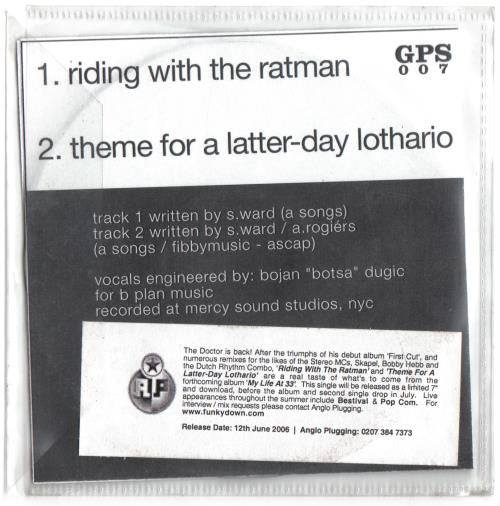 GPS
007
1. riding with the ratman
2. theme for a latter-day lothario
track 1 written by s.ward (a songs)
track 2 written by s.ward / a.rogiérs
(a songs / fibbymusic - ascap)
vocals engineered by: bojan "botsa" dugic
for b plan music
recorded at mercy sound studios, nyc
The Doctor is back! After the triumphs of his debut album 'First Cut', and
numerous remixes for the likes of the Stereo MCs, Skapel, Bobby Hebb and
the Dutch Rhythm Combo, 'Riding With The Ratman' and 'Theme For A
Latter-Day Lothario' are a real taste of what's to come from the
forthcoming album 'My Life At 33'. This single will be released as a limited 7"
and download, before the album and second single drop in July. Live
appearances throughout the summer include Bestival & Pop Com. For
interview / mix requests please contact Anglo Plugging.
www.funkydown.com
Release Date: 12th June 2006 | Anglo Plugging: 0207 384 7373